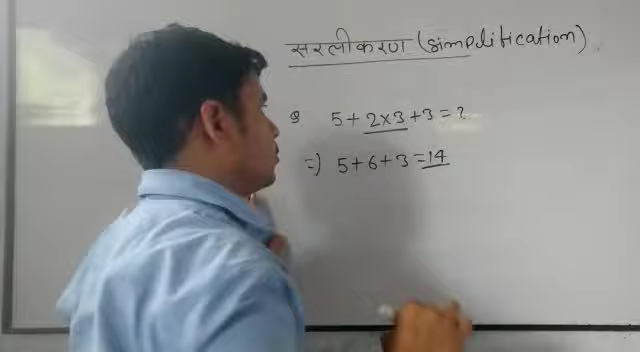 सरलीकरण (simplification)
Q 5 + 2×3 + 3 = ?
=) 5 + 6 + 3 = 14